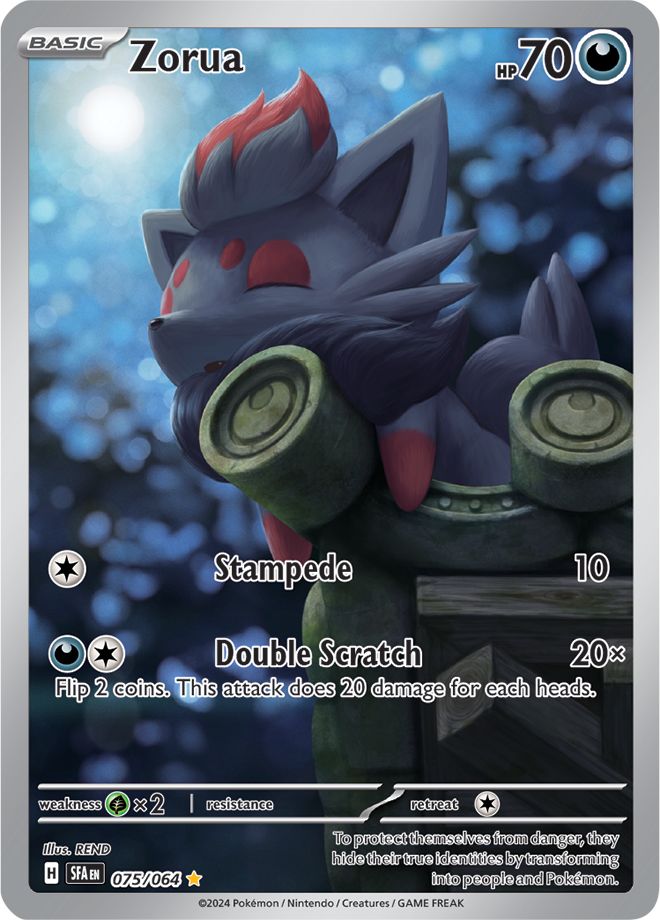 BASIC
Zorua
HP 70
Stampede 10
Double Scratch 20×
Flip 2 coins. This attack does 20 damage for each heads.
weakness ×2 resistance retreat
Illus. REND
To protect themselves from danger, they
hide their true identities by transforming
into people and Pokémon.
H SFA EN 075/064
©2024 Pokémon / Nintendo / Creatures / GAME FREAK